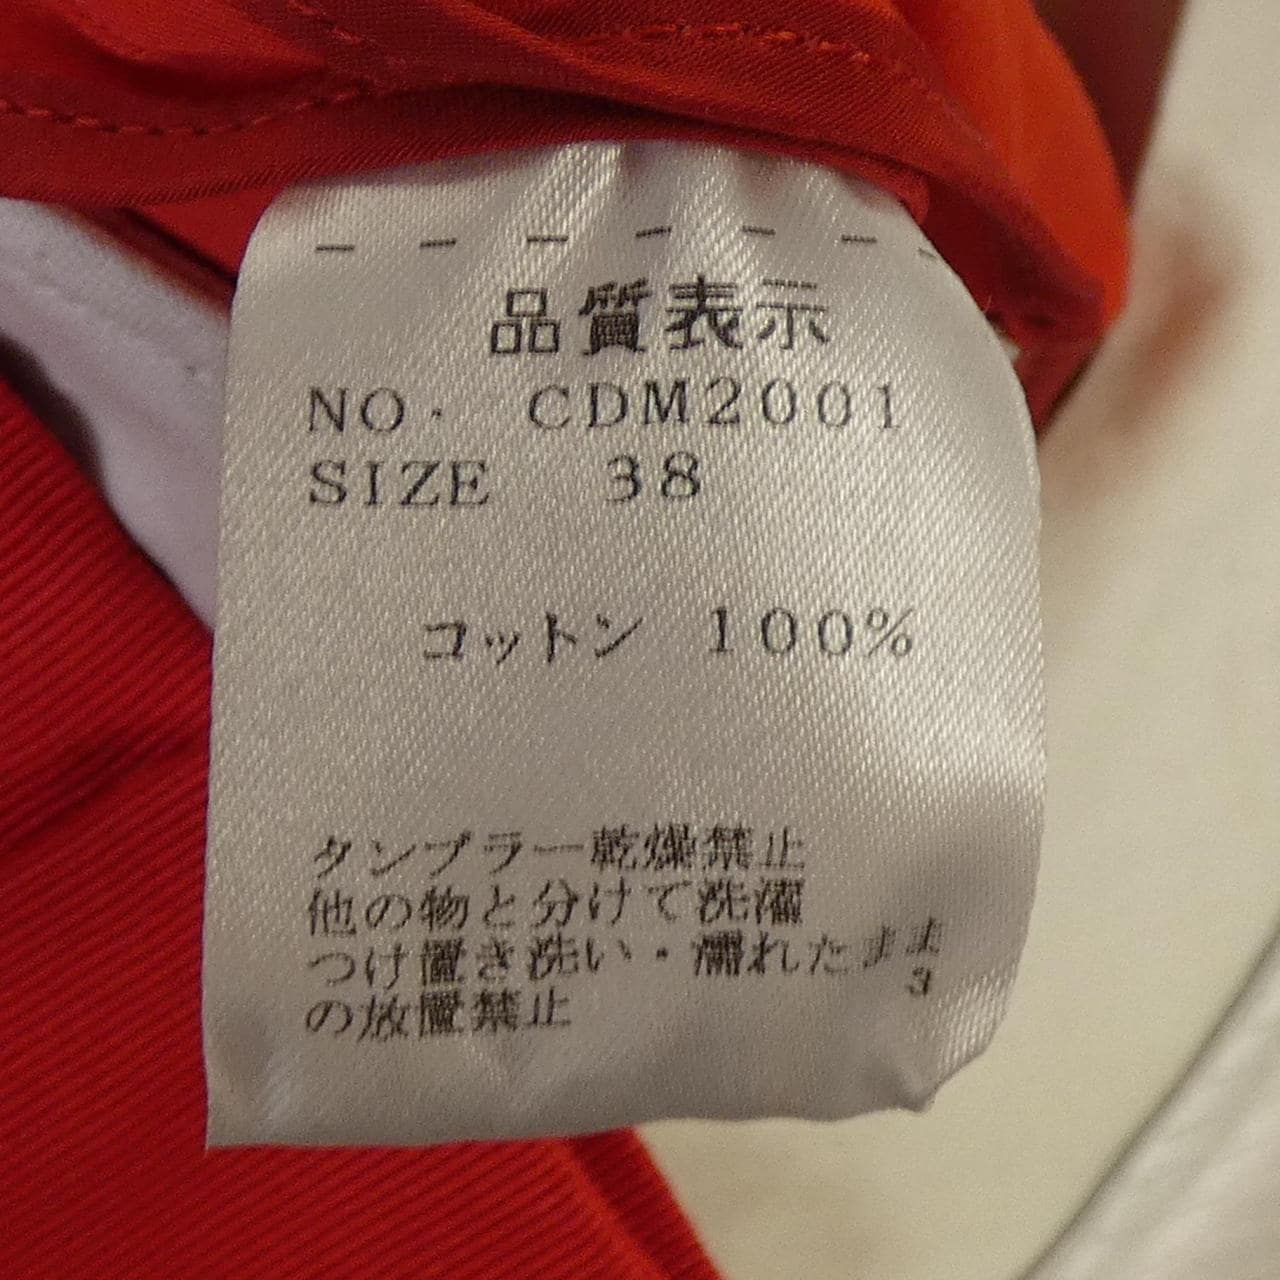 品質表示
NO. CDM2001
SIZE 38
コットン 100%
タンブラー乾燥禁止
他の物と分けて洗濯
つけ置き洗い・濡れたまま
の放置禁止
3